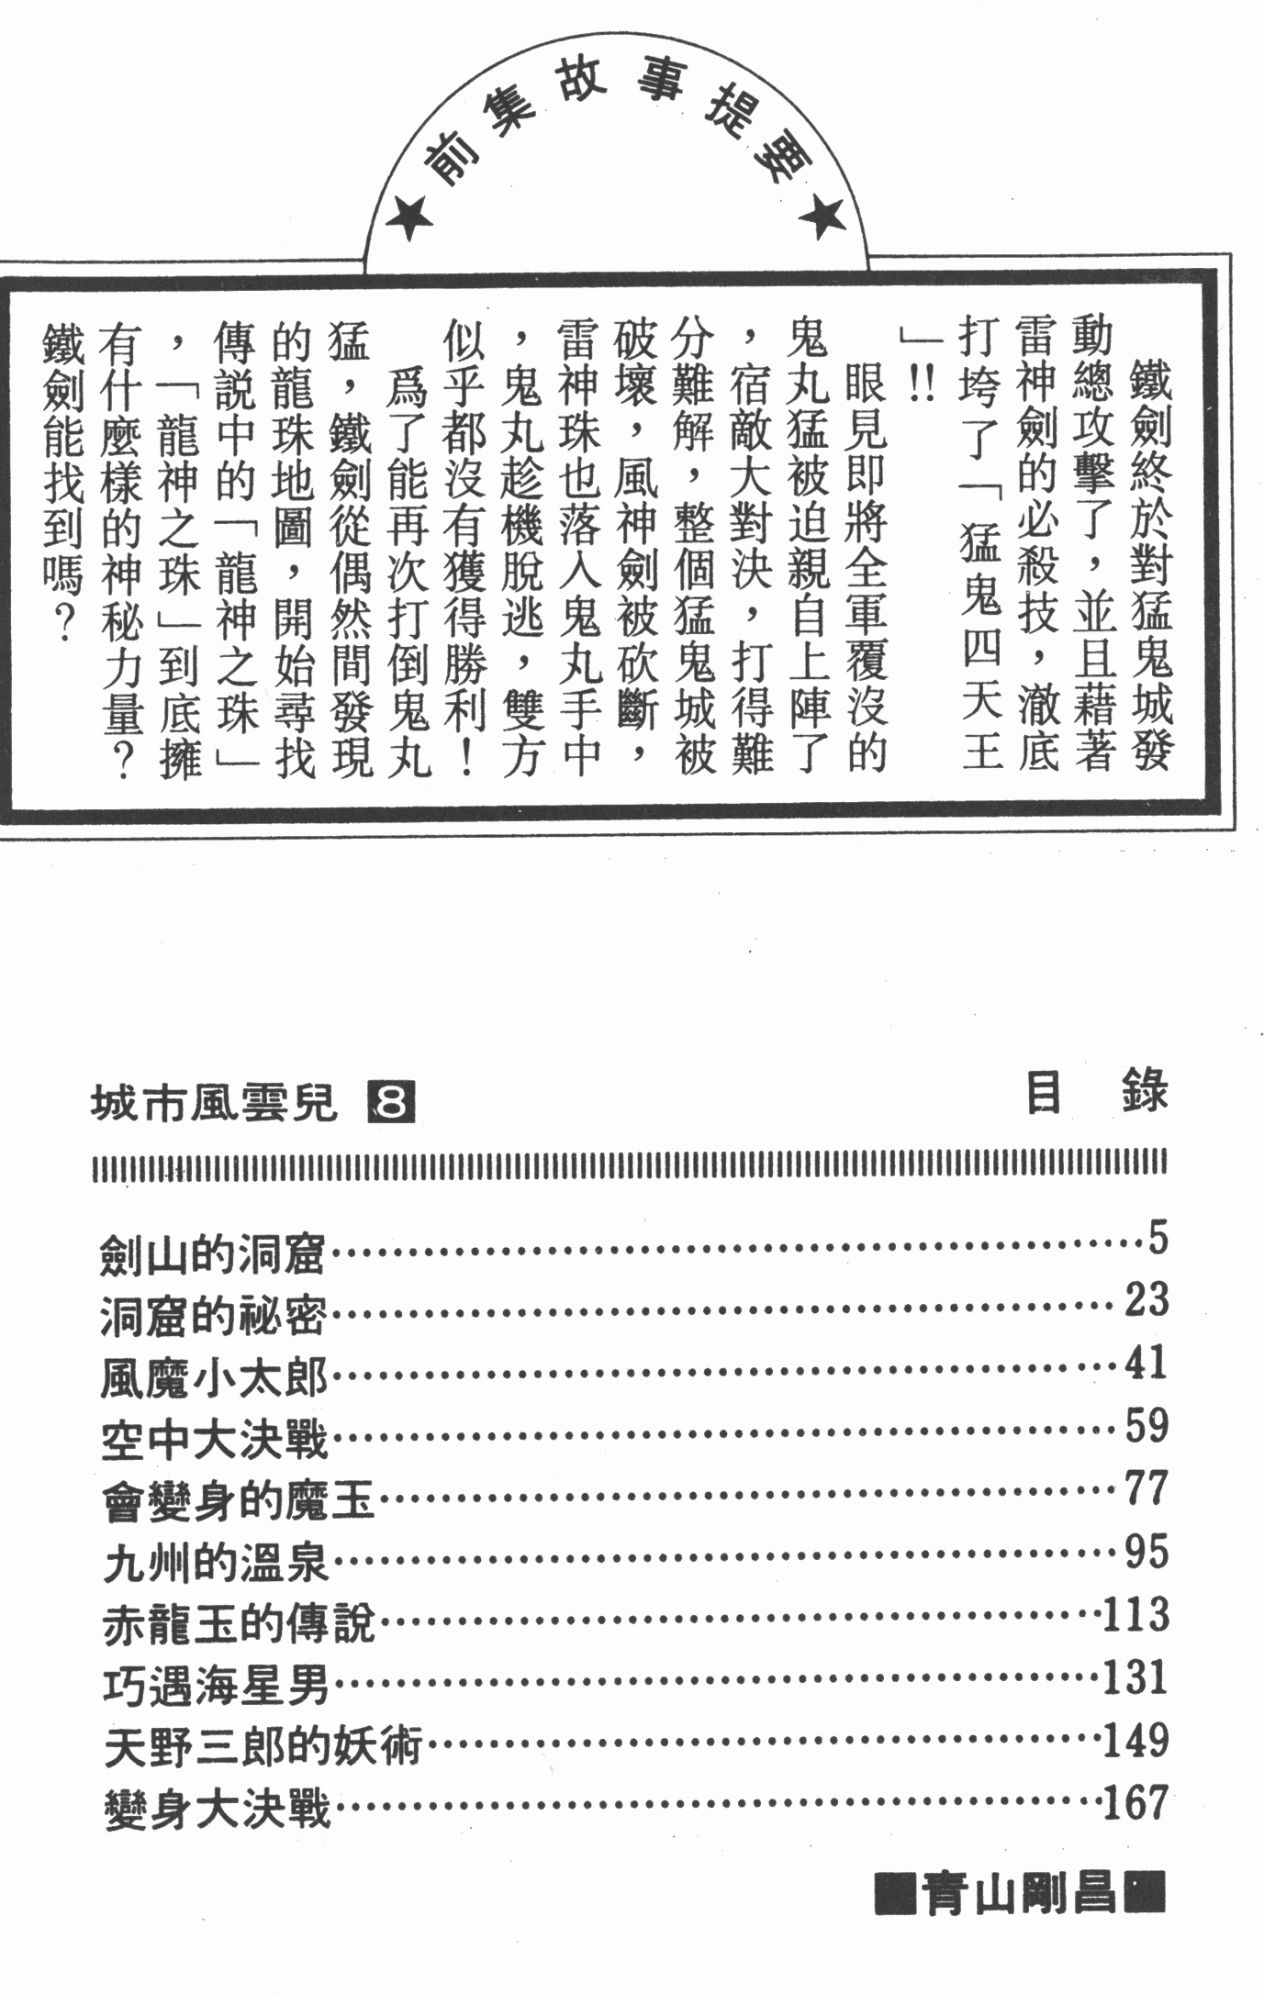 ★前集故事提要★
鐵劍終於對猛鬼城發
動總攻擊了，並且藉著
雷神劍的必殺技，澈底
打垮了「猛鬼四天王
」!!
眼見即將全軍覆沒的
鬼丸猛被迫親自上陣了
，宿敵大對決，打得難
分難解，整個猛鬼城被
破壞，風神劍被砍斷，
雷神珠也落入鬼丸手中
，鬼丸趁機脫逃，雙方
似乎都沒有獲得勝利！
爲了能再次打倒鬼丸
猛，鐵劍從偶然間發現
的龍珠地圖，開始尋找
傳説中的「龍神之珠」
，「龍神之珠」到底擁
有什麼樣的神秘力量？
鐵劍能找到嗎？
城市風雲兒 8 目 錄
劍山的洞窟…………5
洞窟的祕密…………23
風魔小太郎…………41
空中大決戰…………59
會變身的魔玉…………77
九州的溫泉…………95
赤龍玉的傳說…………113
巧遇海星男…………131
天野三郎的妖術…………149
變身大決戰…………167
■青山剛昌■